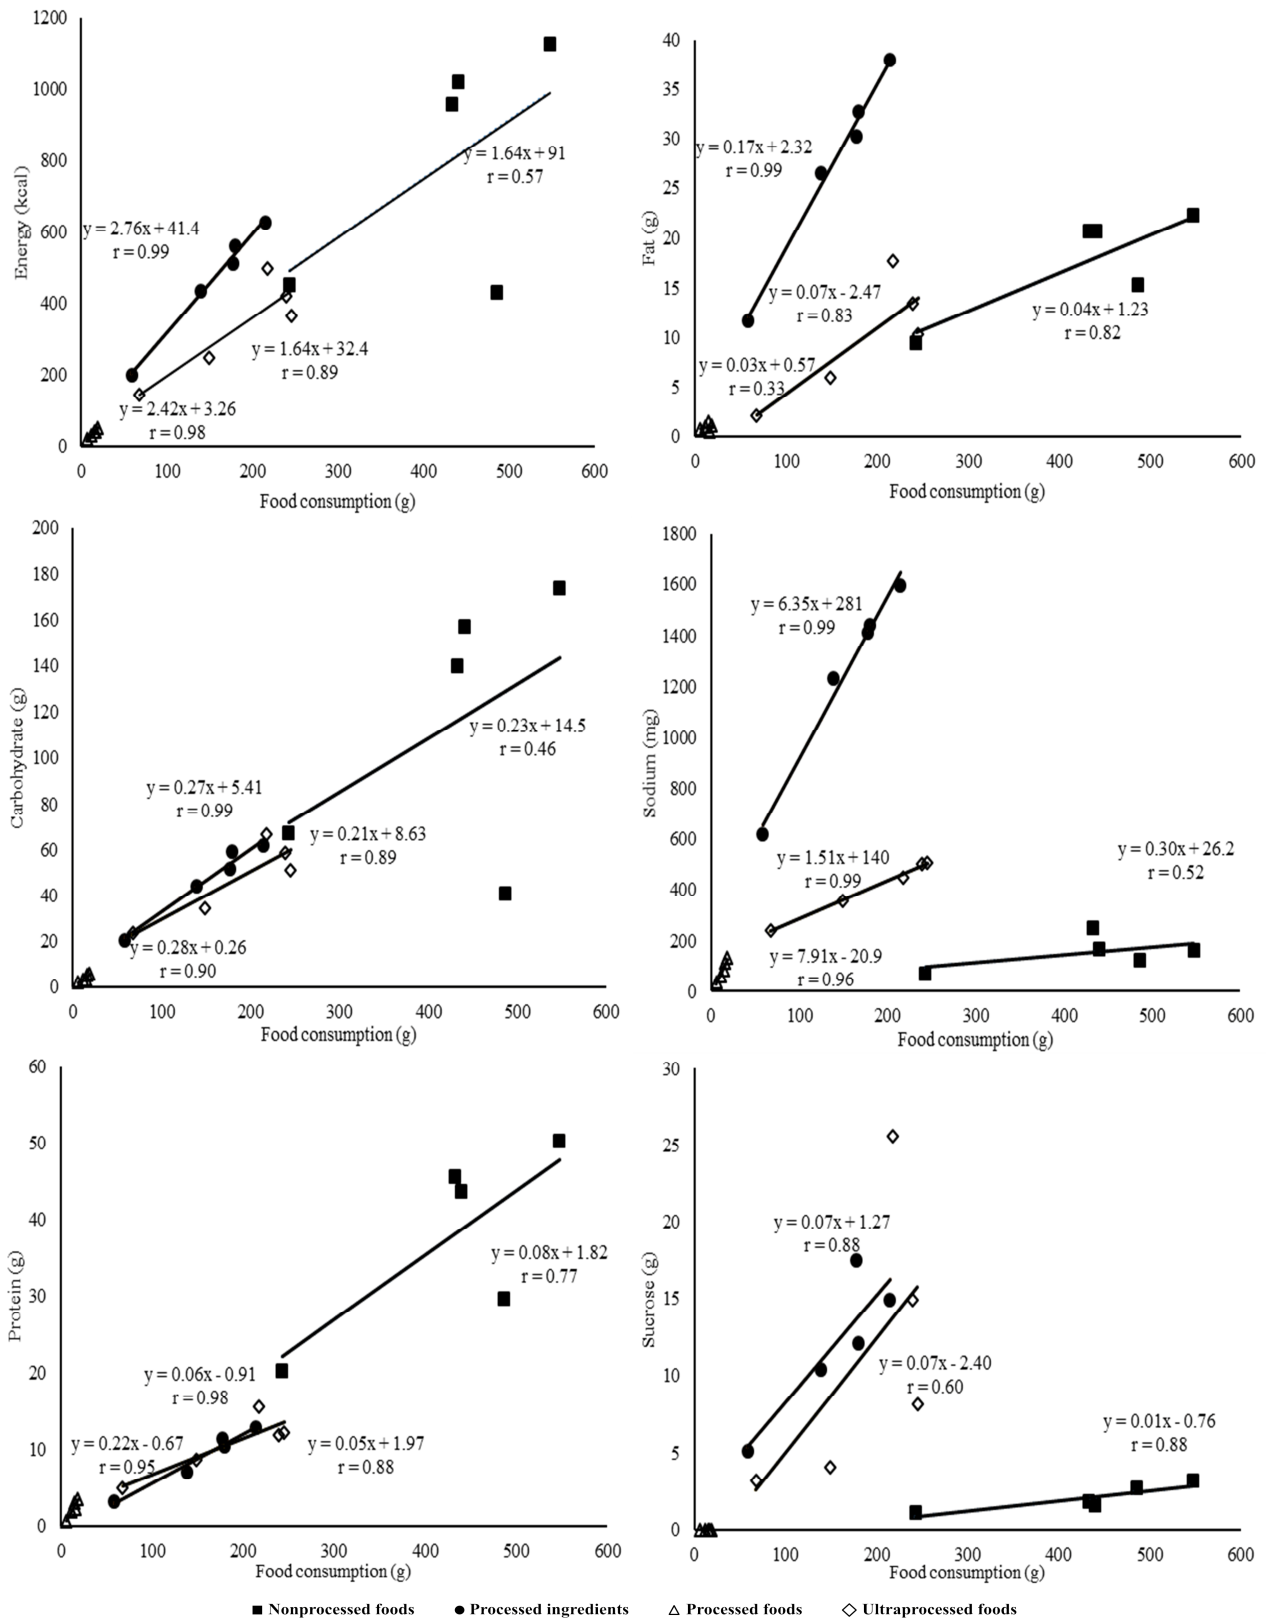 1200
1000
800
600
400
200
0
Energy (kcal)
y = 2.76x + 41.4
r = 0.99
y = 1.64x + 91
r = 0.57
y = 1.64x + 32.4
r = 0.89
y = 2.42x + 3.26
r = 0.98
0 100 200 300 400 500 600
Food consumption (g)
40
35
30
25
20
15
10
5
0
Fat (g)
y = 0.17x + 2.32
r = 0.99
y = 0.07x - 2.47
r = 0.83
y = 0.04x + 1.23
r = 0.82
y = 0.03x + 0.57
r = 0.33
0 100 200 300 400 500 600
Food consumption (g)
200
180
160
140
120
100
80
60
40
20
0
Carbohydrate (g)
y = 0.23x + 14.5
r = 0.46
y = 0.27x + 5.41
r = 0.99
y = 0.21x + 8.63
r = 0.89
y = 0.28x + 0.26
r = 0.90
0 100 200 300 400 500 600
Food consumption (g)
1800
1600
1400
1200
1000
800
600
400
200
0
Sodium (mg)
y = 6.35x + 281
r = 0.99
y = 1.51x + 140
r = 0.99
y = 0.30x + 26.2
r = 0.52
y = 7.91x - 20.9
r = 0.96
0 100 200 300 400 500 600
Food consumption (g)
60
50
40
30
20
10
0
Protein (g)
y = 0.08x + 1.82
r = 0.77
y = 0.06x - 0.91
r = 0.98
y = 0.22x - 0.67
r = 0.95
y = 0.05x + 1.97
r = 0.88
0 100 200 300 400 500 600
Food consumption (g)
30
25
20
15
10
5
0
Sucrose (g)
y = 0.07x + 1.27
r = 0.88
y = 0.07x - 2.40
r = 0.60
y = 0.01x - 0.76
r = 0.88
0 100 200 300 400 500 600
Food consumption (g)
Nonprocessed foods Processed ingredients Processed foods Ultraprocessed foods